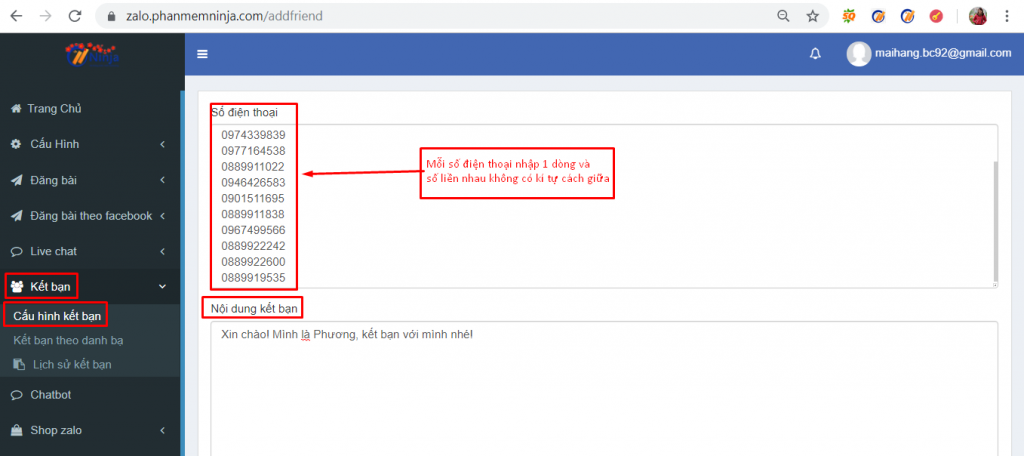 zalo.phanmemninja.com/addfriend
Ninja
maihang.bc92@gmail.com
Trang Chủ
Cấu Hình
Đăng bài
Đăng bài theo facebook
Live chat
Kết bạn
Cấu hình kết bạn
Kết bạn theo danh bạ
Lịch sử kết bạn
Chatbot
Shop zalo
Số điện thoại
0974339839
0977164538
0889911022
0946426583
0901511695
0889911838
0967499566
0889922242
0889922600
0889919535
Mỗi số điện thoại nhập 1 dòng và
số liền nhau không có kí tự cách giữa
Nội dung kết bạn
Xin chào! Mình là Phương, kết bạn với mình nhé!